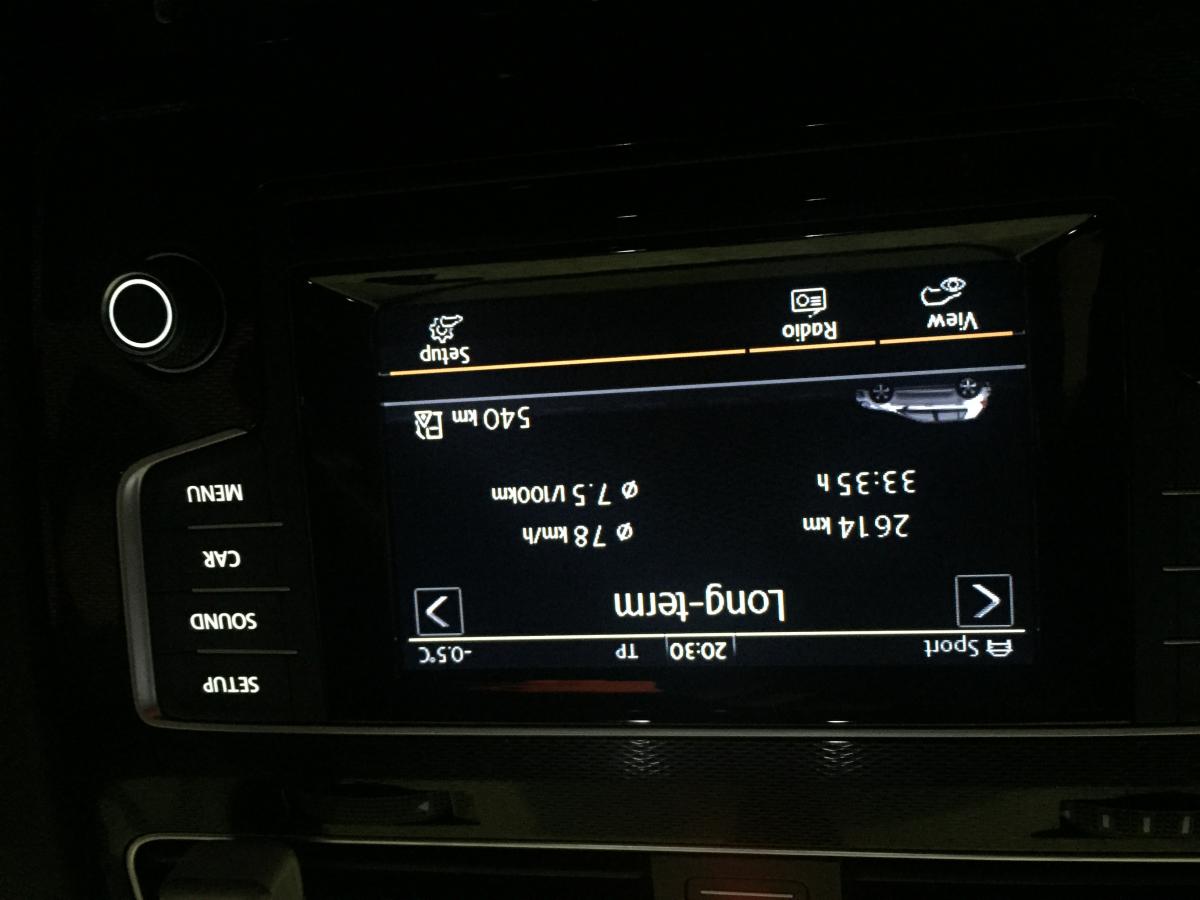 Sport 20:30 TP -0.5°C
Long-term
2614 km ø 78 km/h
33:35 h ø 7.5 l/100km
540 km
View Radio Setup
SETUP
SOUND
CAR
MENU